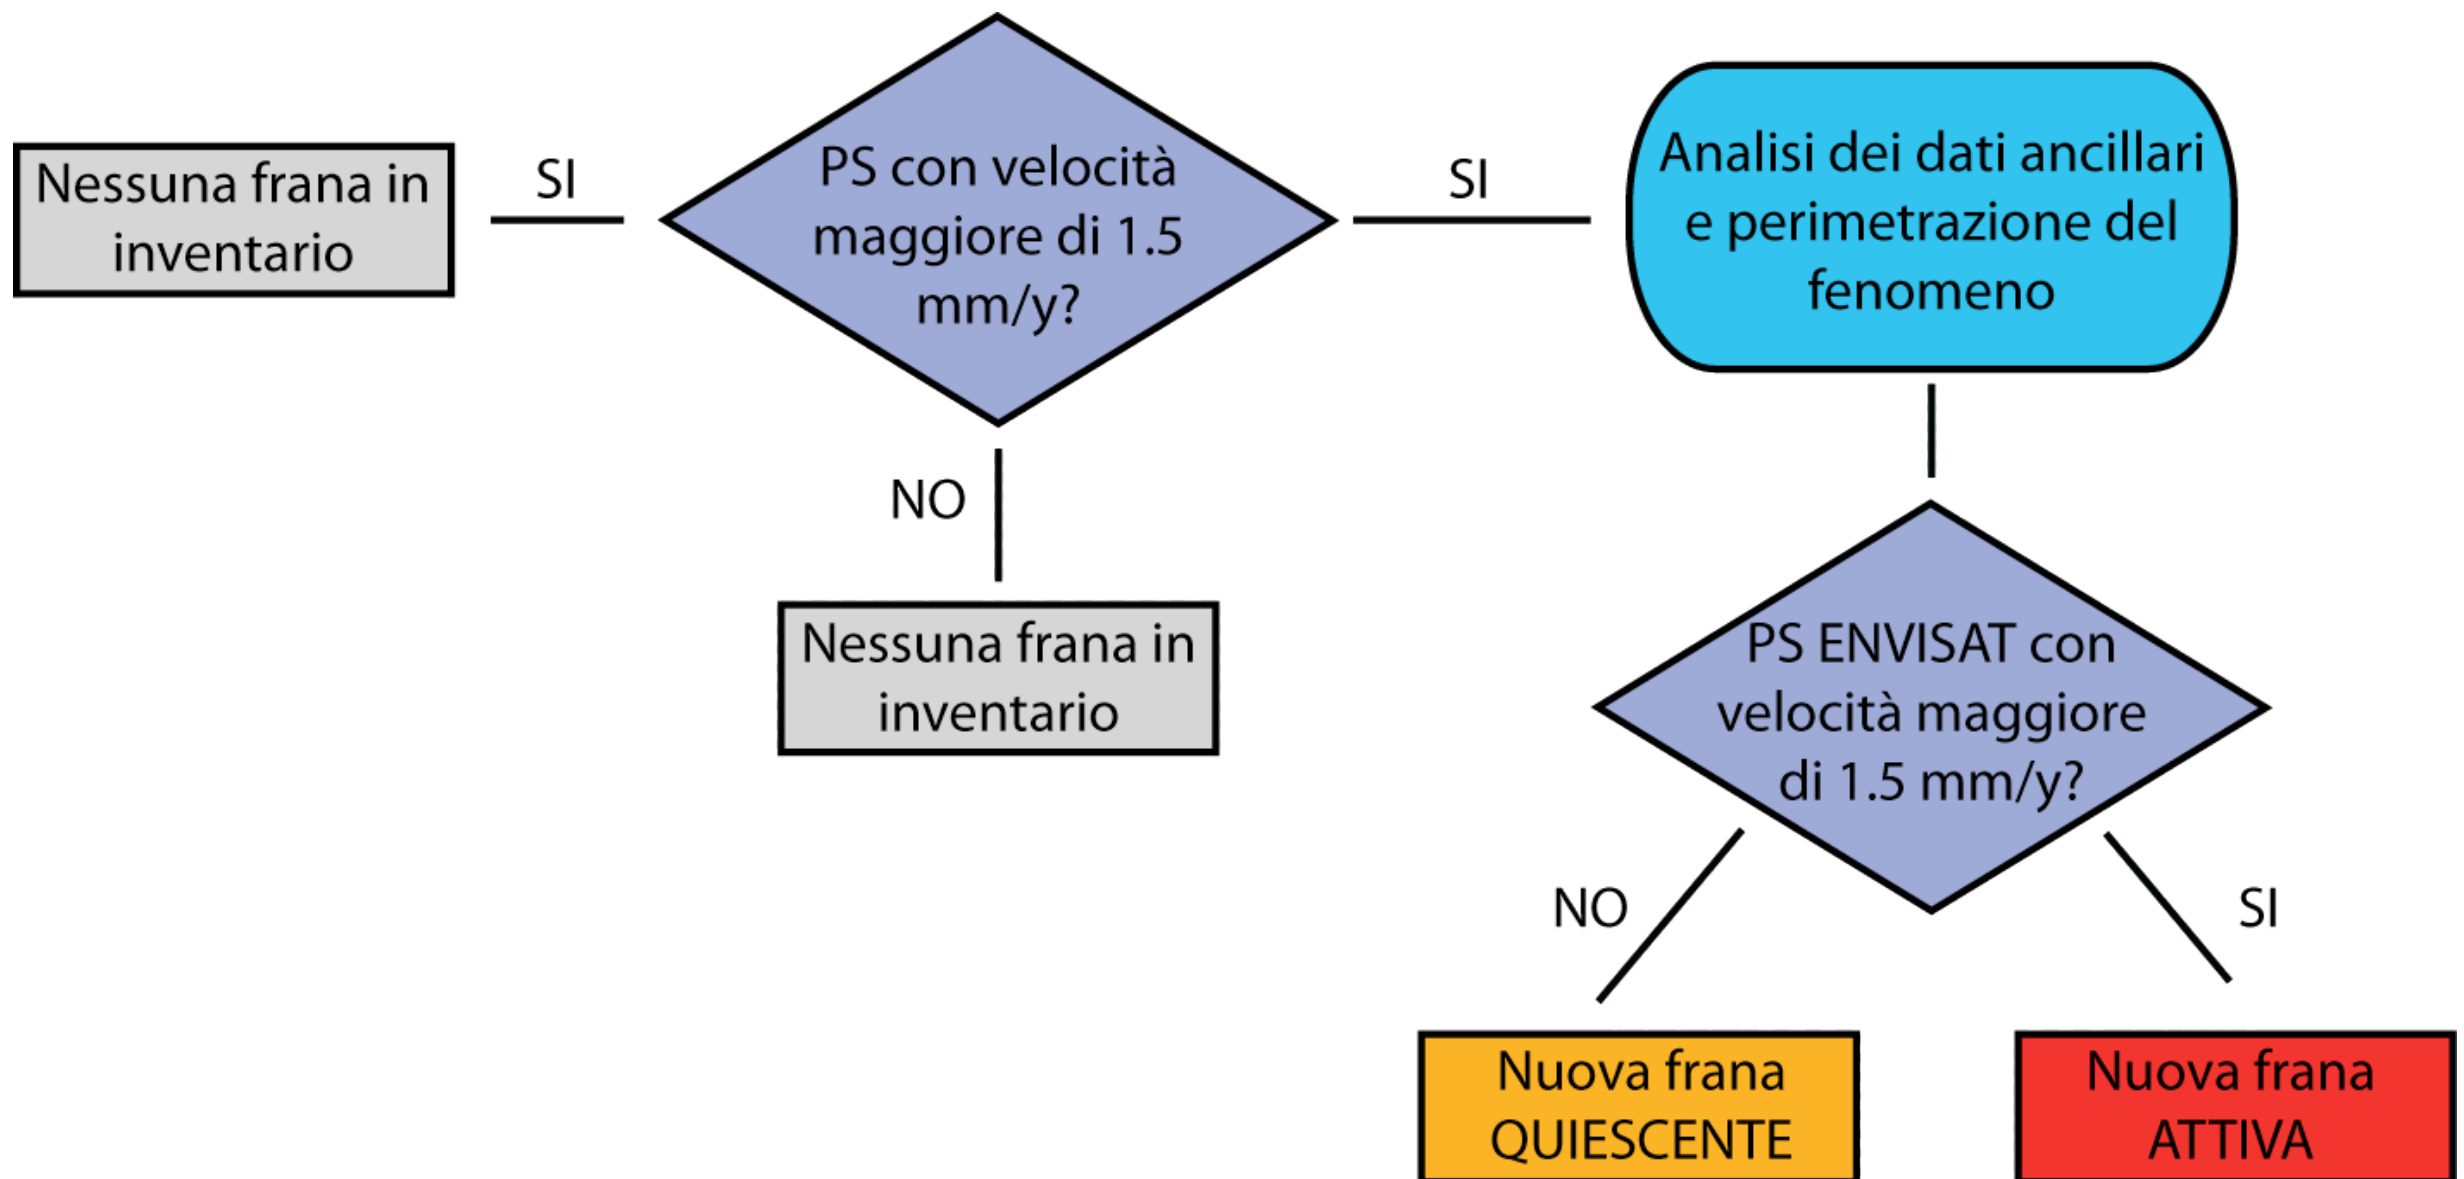 Nessuna frana in
inventario
SI
PS con velocità
maggiore di 1.5
mm/y?
SI
Analisi dei dati ancillari
e perimetrazione del
fenomeno
NO
Nessuna frana in
inventario
PS ENVISAT con
velocità maggiore
di 1.5 mm/y?
NO
SI
Nuova frana
QUIESCENTE
Nuova frana
ATTIVA